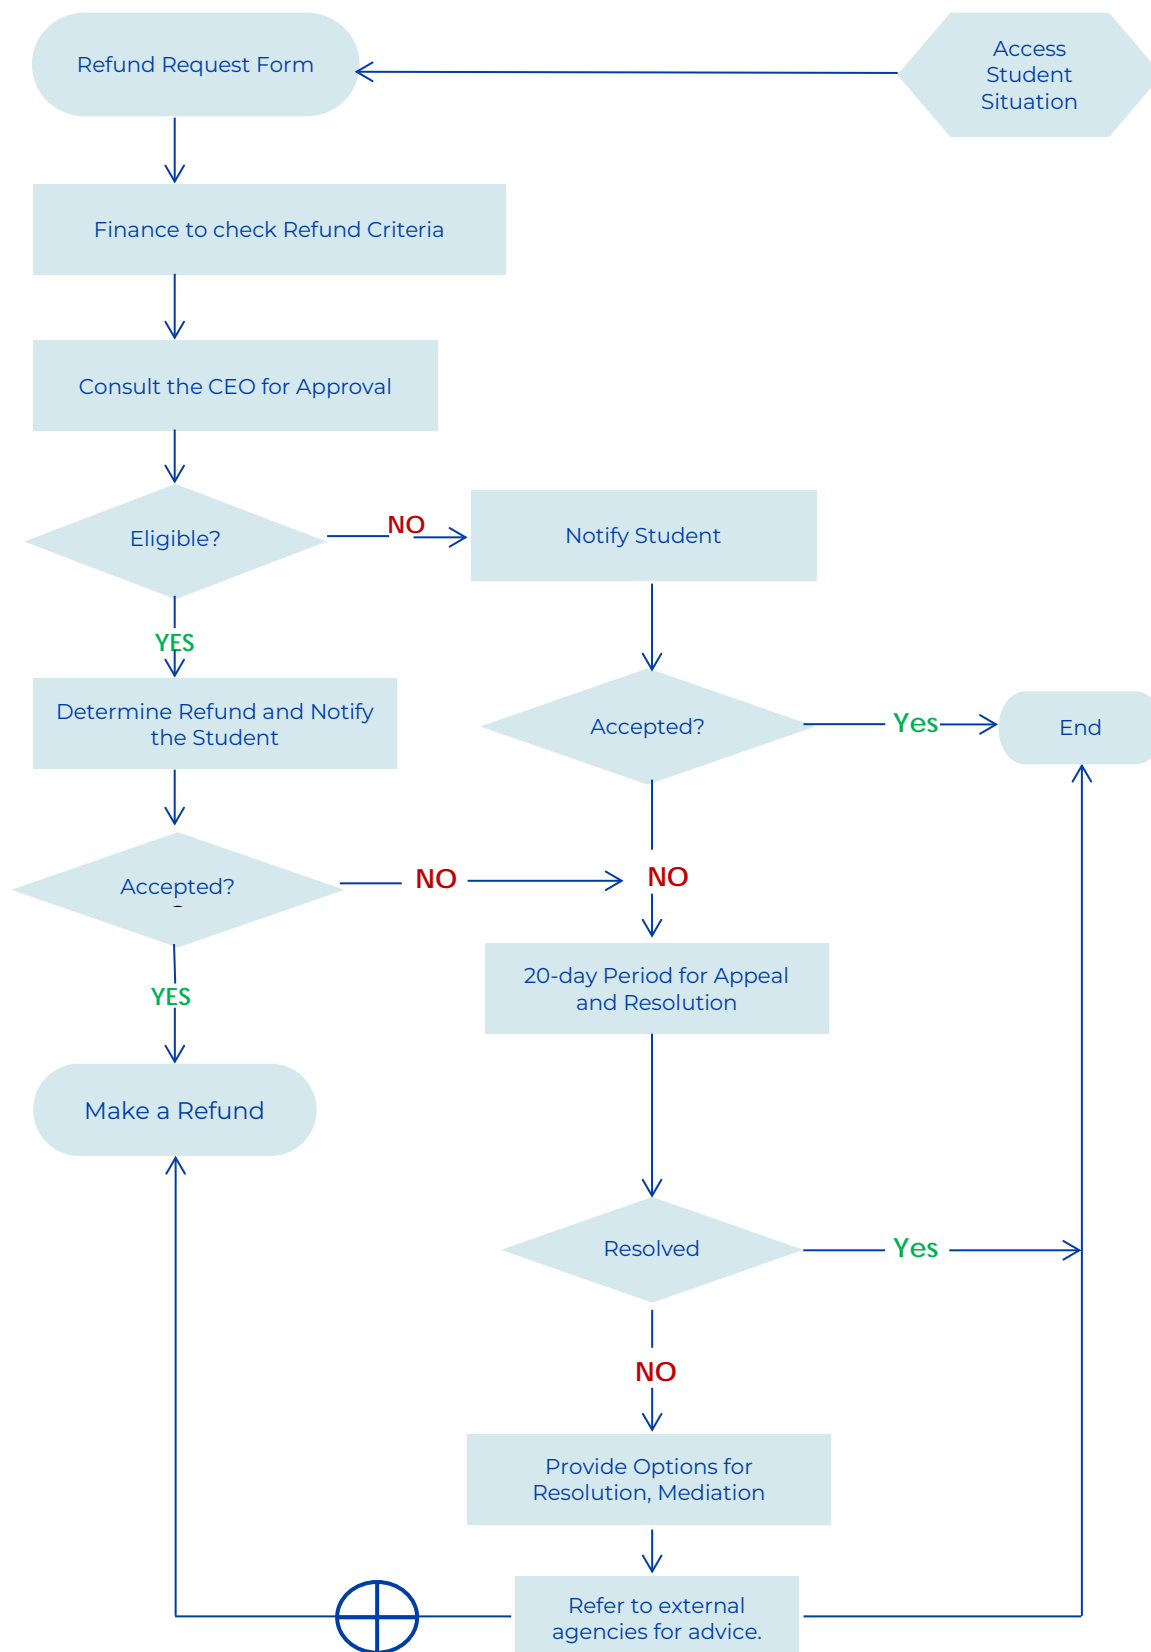 Refund Request Form
Access
Student
Situation
Finance to check Refund Criteria
Consult the CEO for Approval
Eligible?
NO
Notify Student
YES
Determine Refund and Notify
the Student
Accepted?
Yes
End
Accepted?
NO
NO
20-day Period for Appeal
and Resolution
YES
Make a Refund
Resolved
Yes
NO
Provide Options for
Resolution, Mediation
Refer to external
agencies for advice.